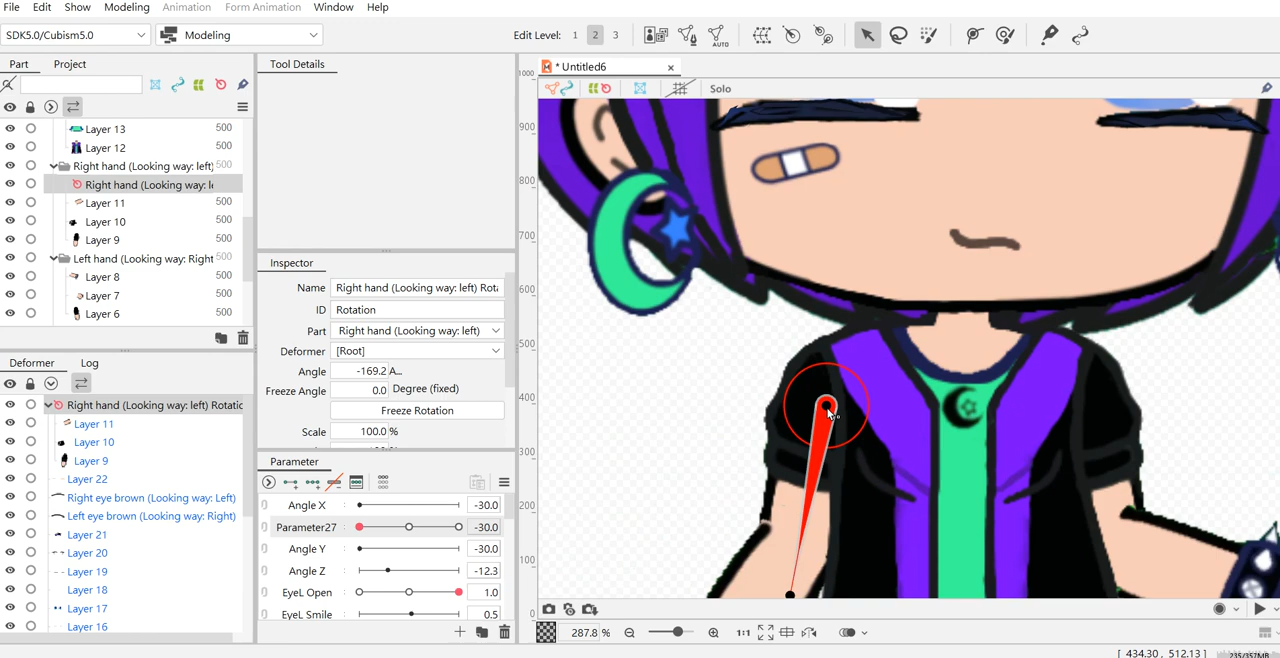 File Edit Show Modeling Animation Form Animation Window Help
SDK5.0/Cubism5.0 Modeling Edit Level: 1 2 3 AUTO
Part Project Tool Details * Untitled6
Solo
Layer 13 500
Layer 12 500
Right hand (Looking way: left) 500
Right hand (Looking way: le 500
Layer 11 500
Layer 10 500
Layer 9 500
Left hand (Looking way: Right 500
Layer 8 500
Layer 7 500
Layer 6 500
Inspector
Name Right hand (Looking way: left) Rota
ID Rotation
Part Right hand (Looking way: left)
Deformer [Root]
Angle -169.2 A...
Freeze Angle 0.0 Degree (fixed)
Freeze Rotation
Scale 100.0 %
Deformer Log
Right hand (Looking way: left) Rotatic
Layer 11
Layer 10
Layer 9
Layer 22
Right eye brown (Looking Way: Left)
Left eye brown (Looking Way: Right)
Layer 21
Layer 20
Layer 19
Layer 18
Layer 17
Layer 16
Parameter
Angle X -30.0
Parameter27 -30.0
Angle Y -30.0
Angle Z -12.3
EyeL Open 1.0
EyeL Smile 0.5
1000
900
800
700
600
500
400
300
200
100
0
287.8 % 1:1
[ 434.30 , 512.13 ] 235/357MB